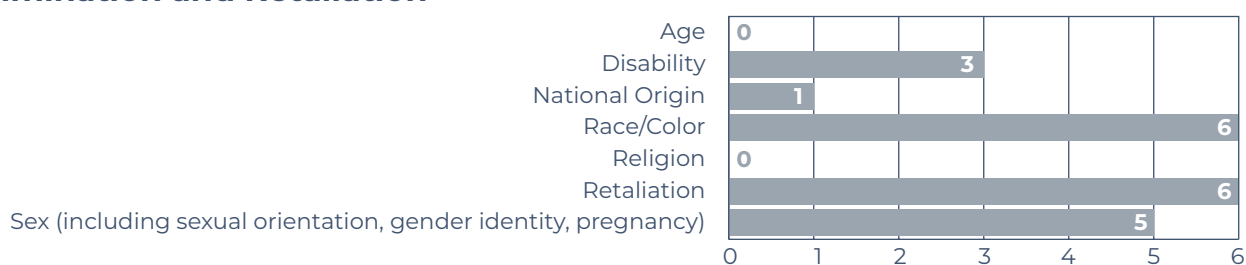 Age 0
Disability 3
National Origin 1
Race/Color 6
Religion 0
Retaliation 6
Sex (including sexual orientation, gender identity, pregnancy) 5
0 1 2 3 4 5 6